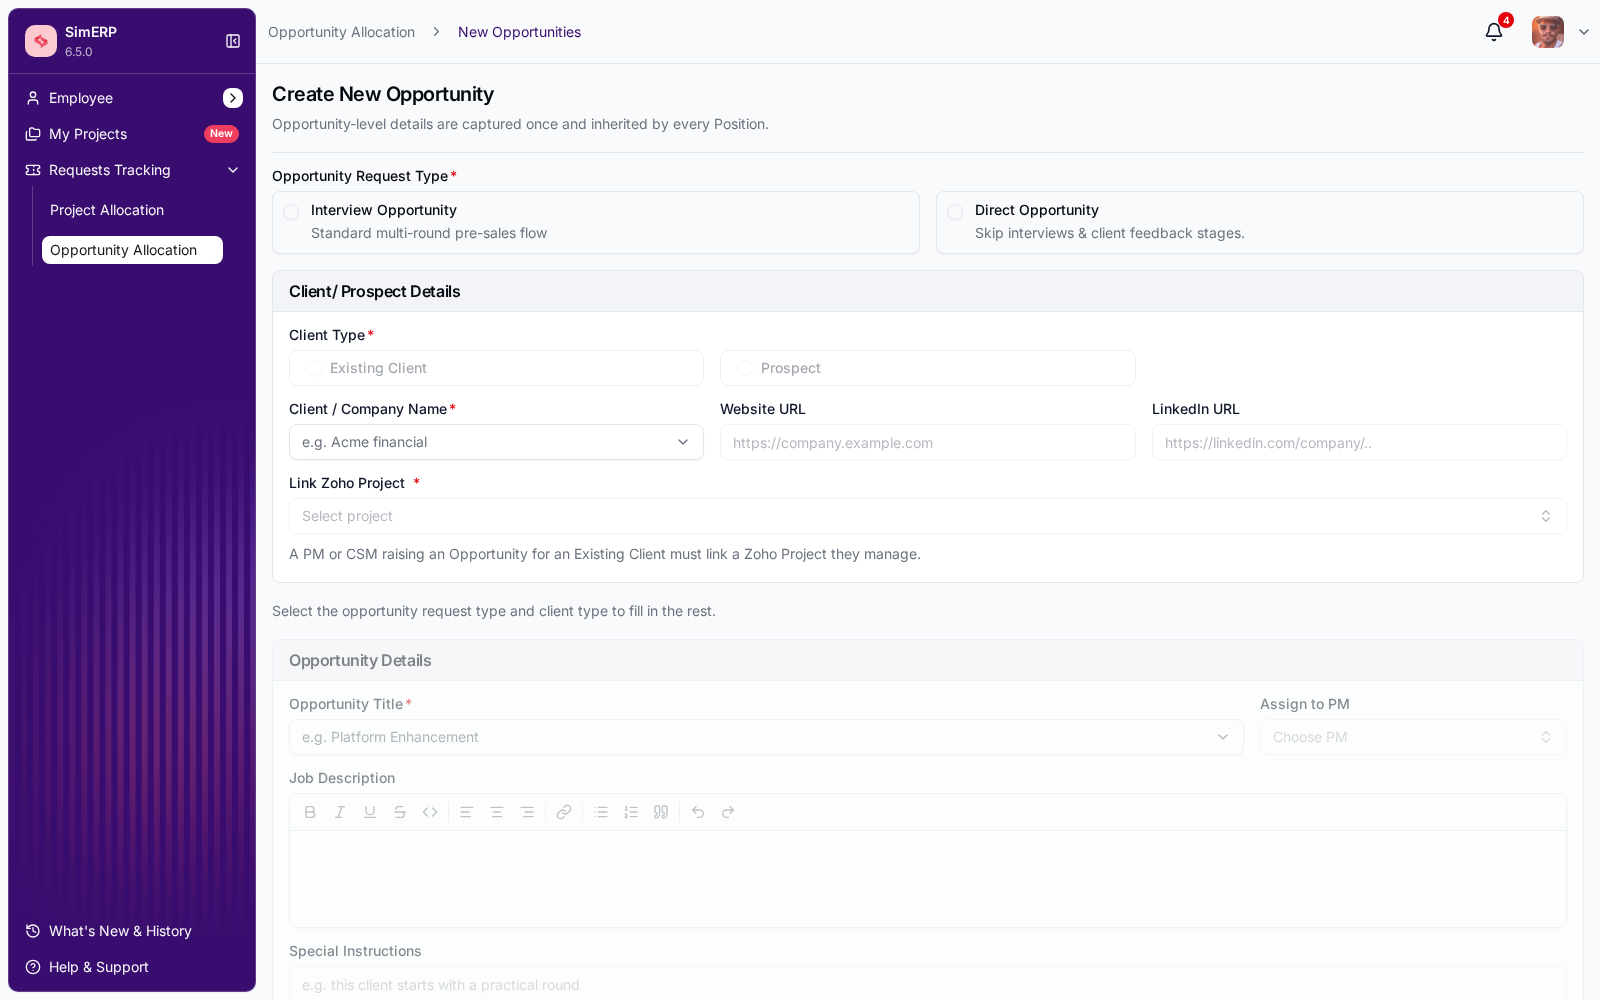 SimERP
6.5.0
Employee
My Projects New
Requests Tracking
Project Allocation
Opportunity Allocation
What's New & History
Help & Support
Opportunity Allocation > New Opportunities
4
Create New Opportunity
Opportunity-level details are captured once and inherited by every Position.
Opportunity Request Type*
Interview Opportunity
Standard multi-round pre-sales flow
Direct Opportunity
Skip interviews & client feedback stages.
Client/ Prospect Details
Client Type*
Existing Client
Prospect
Client / Company Name*
e.g. Acme financial
Website URL
https://company.example.com
LinkedIn URL
https://linkedin.com/company/..
Link Zoho Project *
Select project
A PM or CSM raising an Opportunity for an Existing Client must link a Zoho Project they manage.
Select the opportunity request type and client type to fill in the rest.
Opportunity Details
Opportunity Title*
e.g. Platform Enhancement
Assign to PM
Choose PM
Job Description
Special Instructions
e.g. this client starts with a practical round